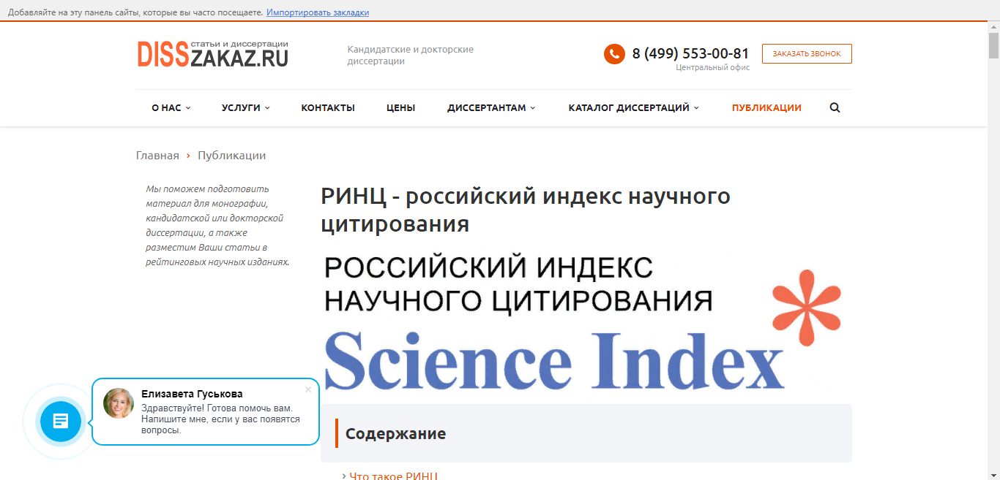 Добавляйте на эту панель сайты, которые вы часто посещаете. Импортировать закладки
статьи и диссертации
DISSZAKAZ.RU
Кандидатские и докторские
диссертации
8 (499) 553-00-81
Центральный офис
ЗАКАЗАТЬ ЗВОНОК
О НАС УСЛУГИ КОНТАКТЫ ЦЕНЫ ДИССЕРТАНТАМ КАТАЛОГ ДИССЕРТАЦИЙ ПУБЛИКАЦИИ
Главная › Публикации
Мы поможем подготовить
материал для монографии,
кандидатской или докторской
диссертации, а также
разместим Ваши статьи в
рейтинговых научных изданиях.
РИНЦ - российский индекс научного
цитирования
РОССИЙСКИЙ ИНДЕКС
НАУЧНОГО ЦИТИРОВАНИЯ
Science Index
Елизавета Гуськова
Здравствуйте! Готова помочь вам.
Напишите мне, если у вас появятся
вопросы.
Содержание
› Что такое РИНЦ